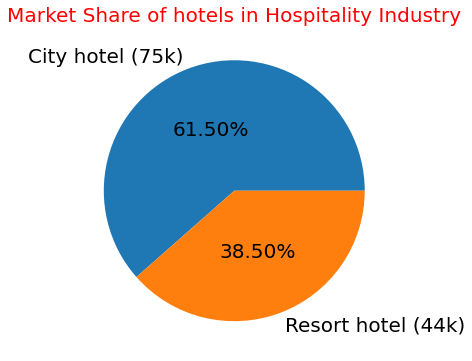 Market Share of hotels in Hospitality Industry
City hotel (75k)
61.50%
38.50%
Resort hotel (44k)